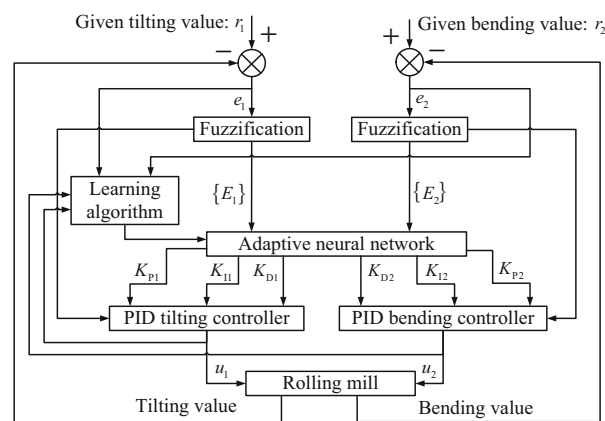 Given tilting value: r1
Given bending value: r2
+
+
−
−
e1
e2
Fuzzification
Fuzzification
Learning
algorithm
{E1}
{E2}
Adaptive neural network
KP1
KI1
KD1
KD2
KI2
KP2
PID tilting controller
PID bending controller
u1
u2
Rolling mill
Tilting value
Bending value